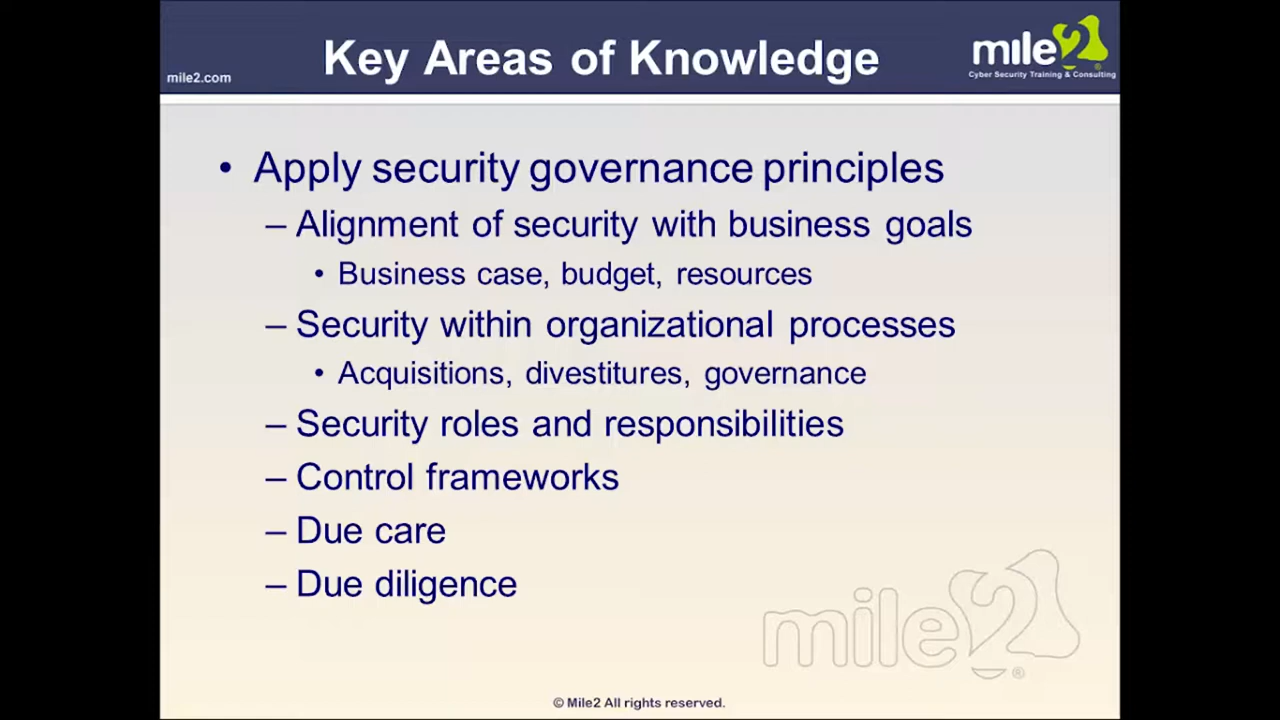 Key Areas of Knowledge
mile2.com
mile2
Cyber Security Training & Consulting
• Apply security governance principles
– Alignment of security with business goals
• Business case, budget, resources
– Security within organizational processes
• Acquisitions, divestitures, governance
– Security roles and responsibilities
– Control frameworks
– Due care
– Due diligence
mile2®
© Mile2 All rights reserved.